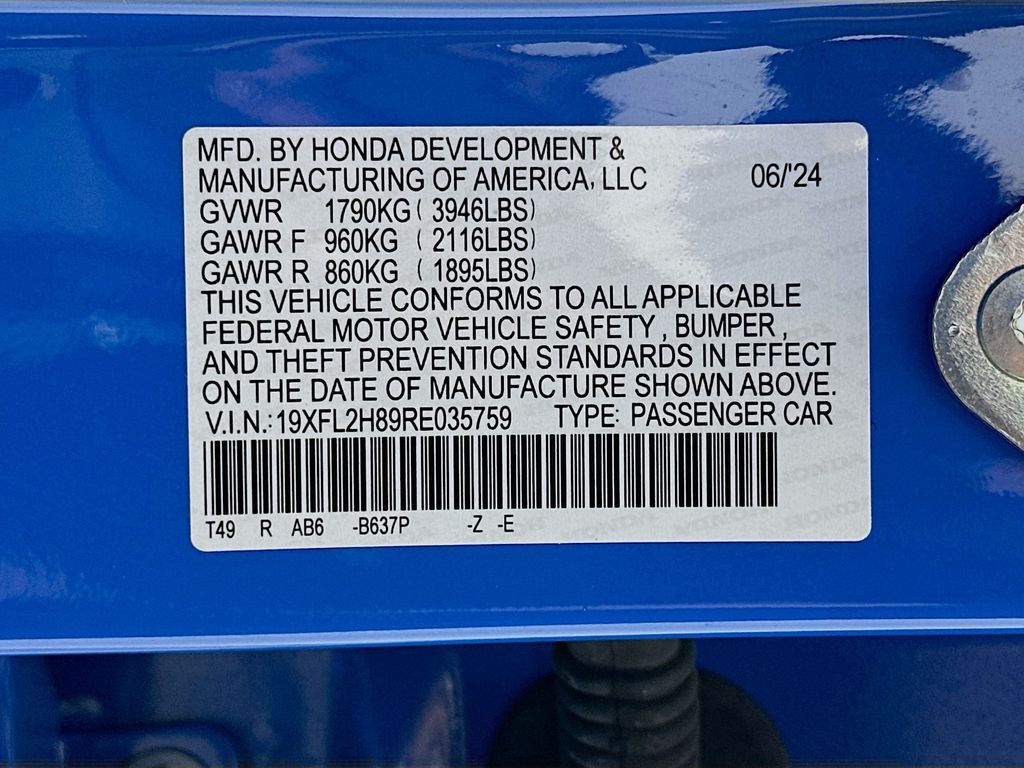 MFD. BY HONDA DEVELOPMENT &
MANUFACTURING OF AMERICA, LLC 06/'24
GVWR 1790KG ( 3946LBS)
GAWR F 960KG ( 2116LBS)
GAWR R 860KG ( 1895LBS)
THIS VEHICLE CONFORMS TO ALL APPLICABLE
FEDERAL MOTOR VEHICLE SAFETY , BUMPER ,
AND THEFT PREVENTION STANDARDS IN EFFECT
ON THE DATE OF MANUFACTURE SHOWN ABOVE.
V.I.N.:19XFL2H89RE035759 TYPE: PASSENGER CAR
T49 R AB6 -B637P -Z -E